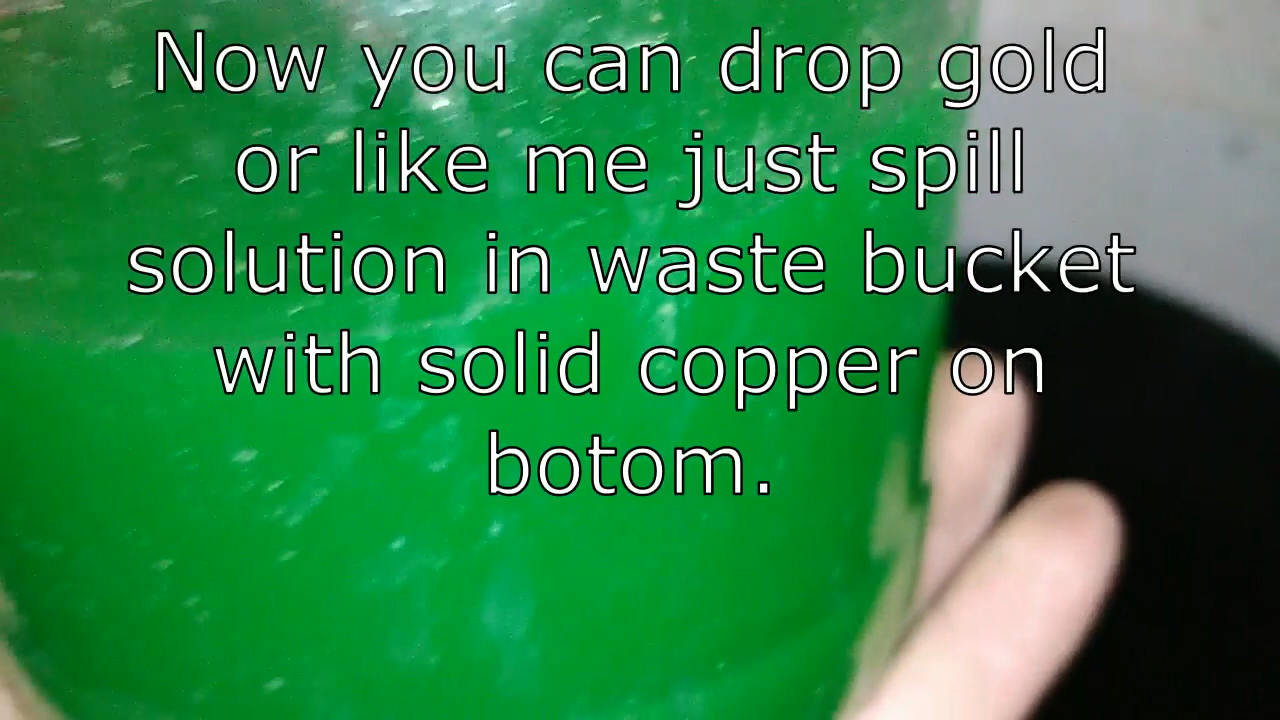 Now you can drop gold
or like me just spill
solution in waste bucket
with solid copper on
botom.